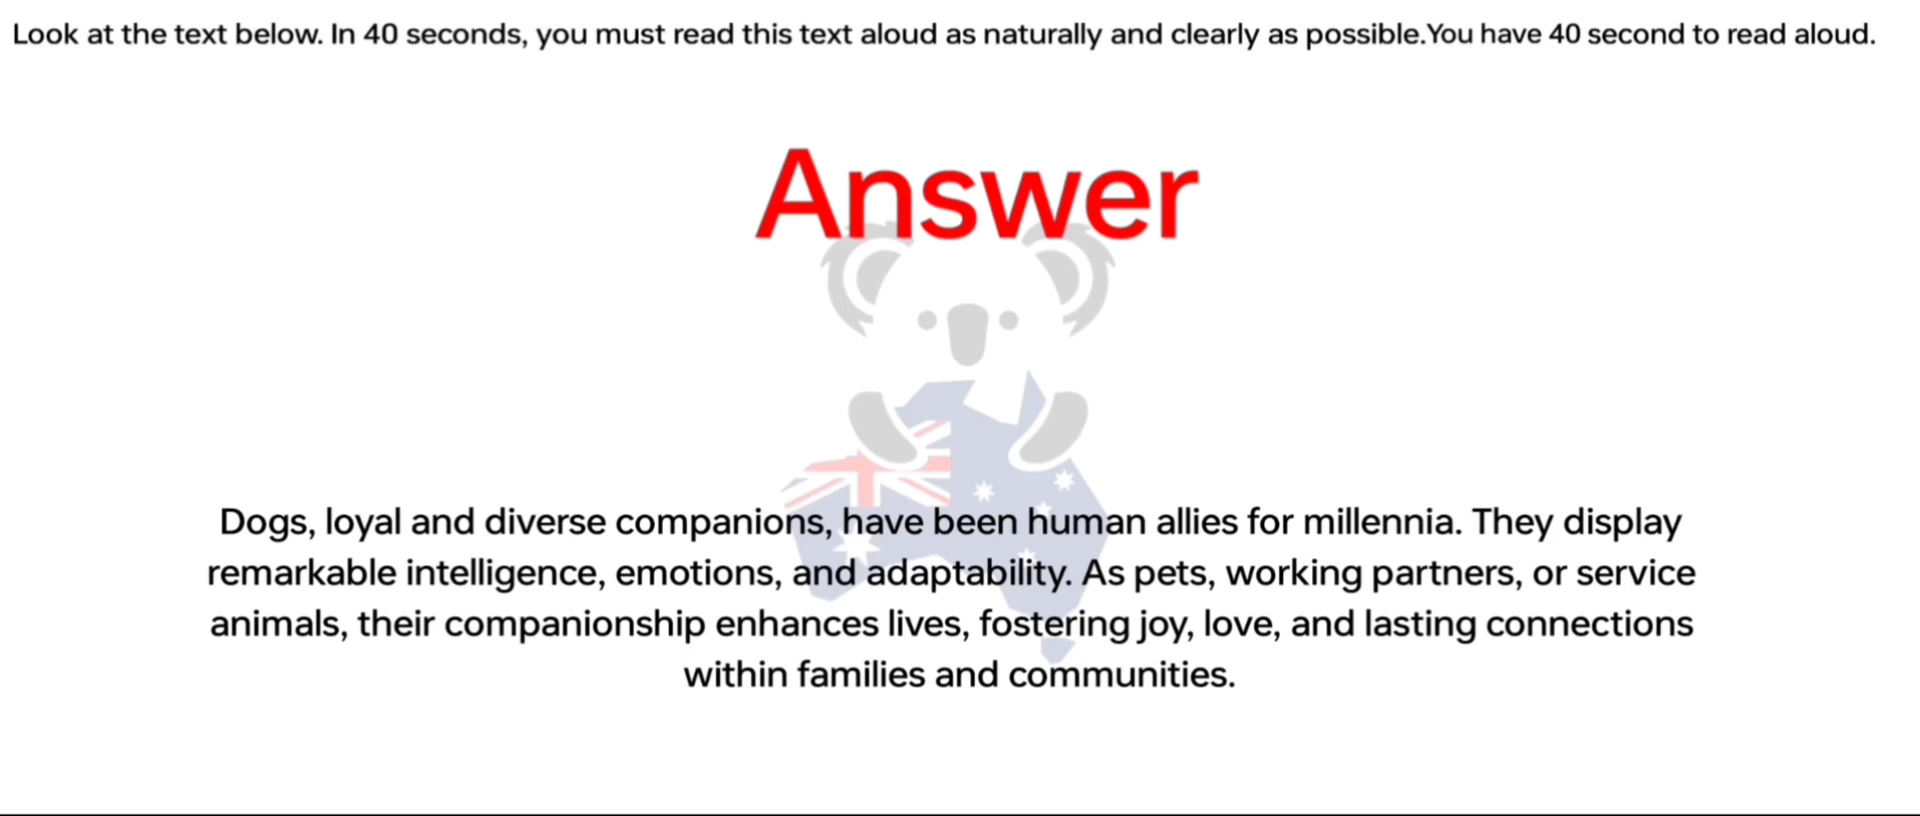 Look at the text below. In 40 seconds, you must read this text aloud as naturally and clearly as possible.You have 40 second to read aloud.
Answer
Dogs, loyal and diverse companions, have been human allies for millennia. They display
remarkable intelligence, emotions, and adaptability. As pets, working partners, or service
animals, their companionship enhances lives, fostering joy, love, and lasting connections
within families and communities.